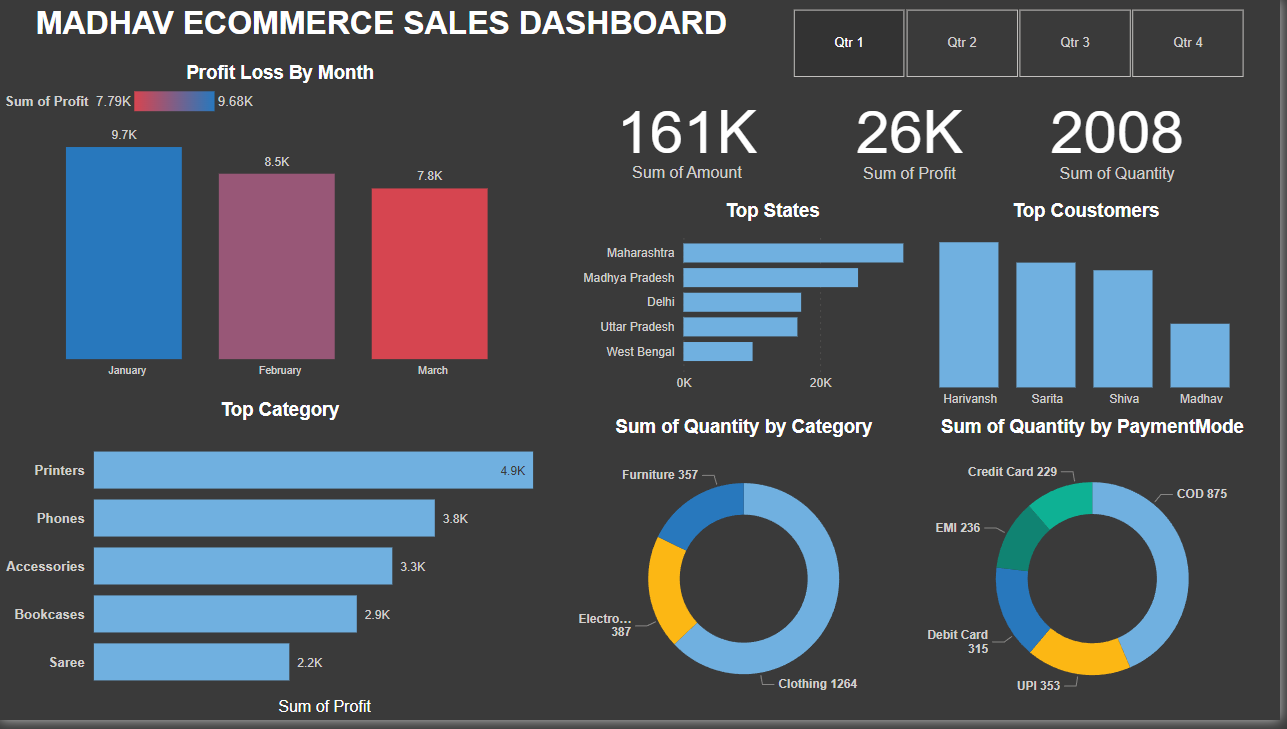 MADHAV ECOMMERCE SALES DASHBOARD
Qtr 1
Qtr 2
Qtr 3
Qtr 4
Profit Loss By Month
Sum of Profit 7.79K 9.68K
9.7K
8.5K
7.8K
January
February
March
161K
Sum of Amount
26K
Sum of Profit
2008
Sum of Quantity
Top States
Maharashtra
Madhya Pradesh
Delhi
Uttar Pradesh
West Bengal
0K
20K
Top Coustomers
Harivansh
Sarita
Shiva
Madhav
Top Category
Printers
4.9K
Phones
3.8K
Accessories
3.3K
Bookcases
2.9K
Saree
2.2K
Sum of Profit
Sum of Quantity by Category
Furniture 357
Electro...
387
Clothing 1264
Sum of Quantity by PaymentMode
Credit Card 229
COD 875
EMI 236
Debit Card
315
UPI 353